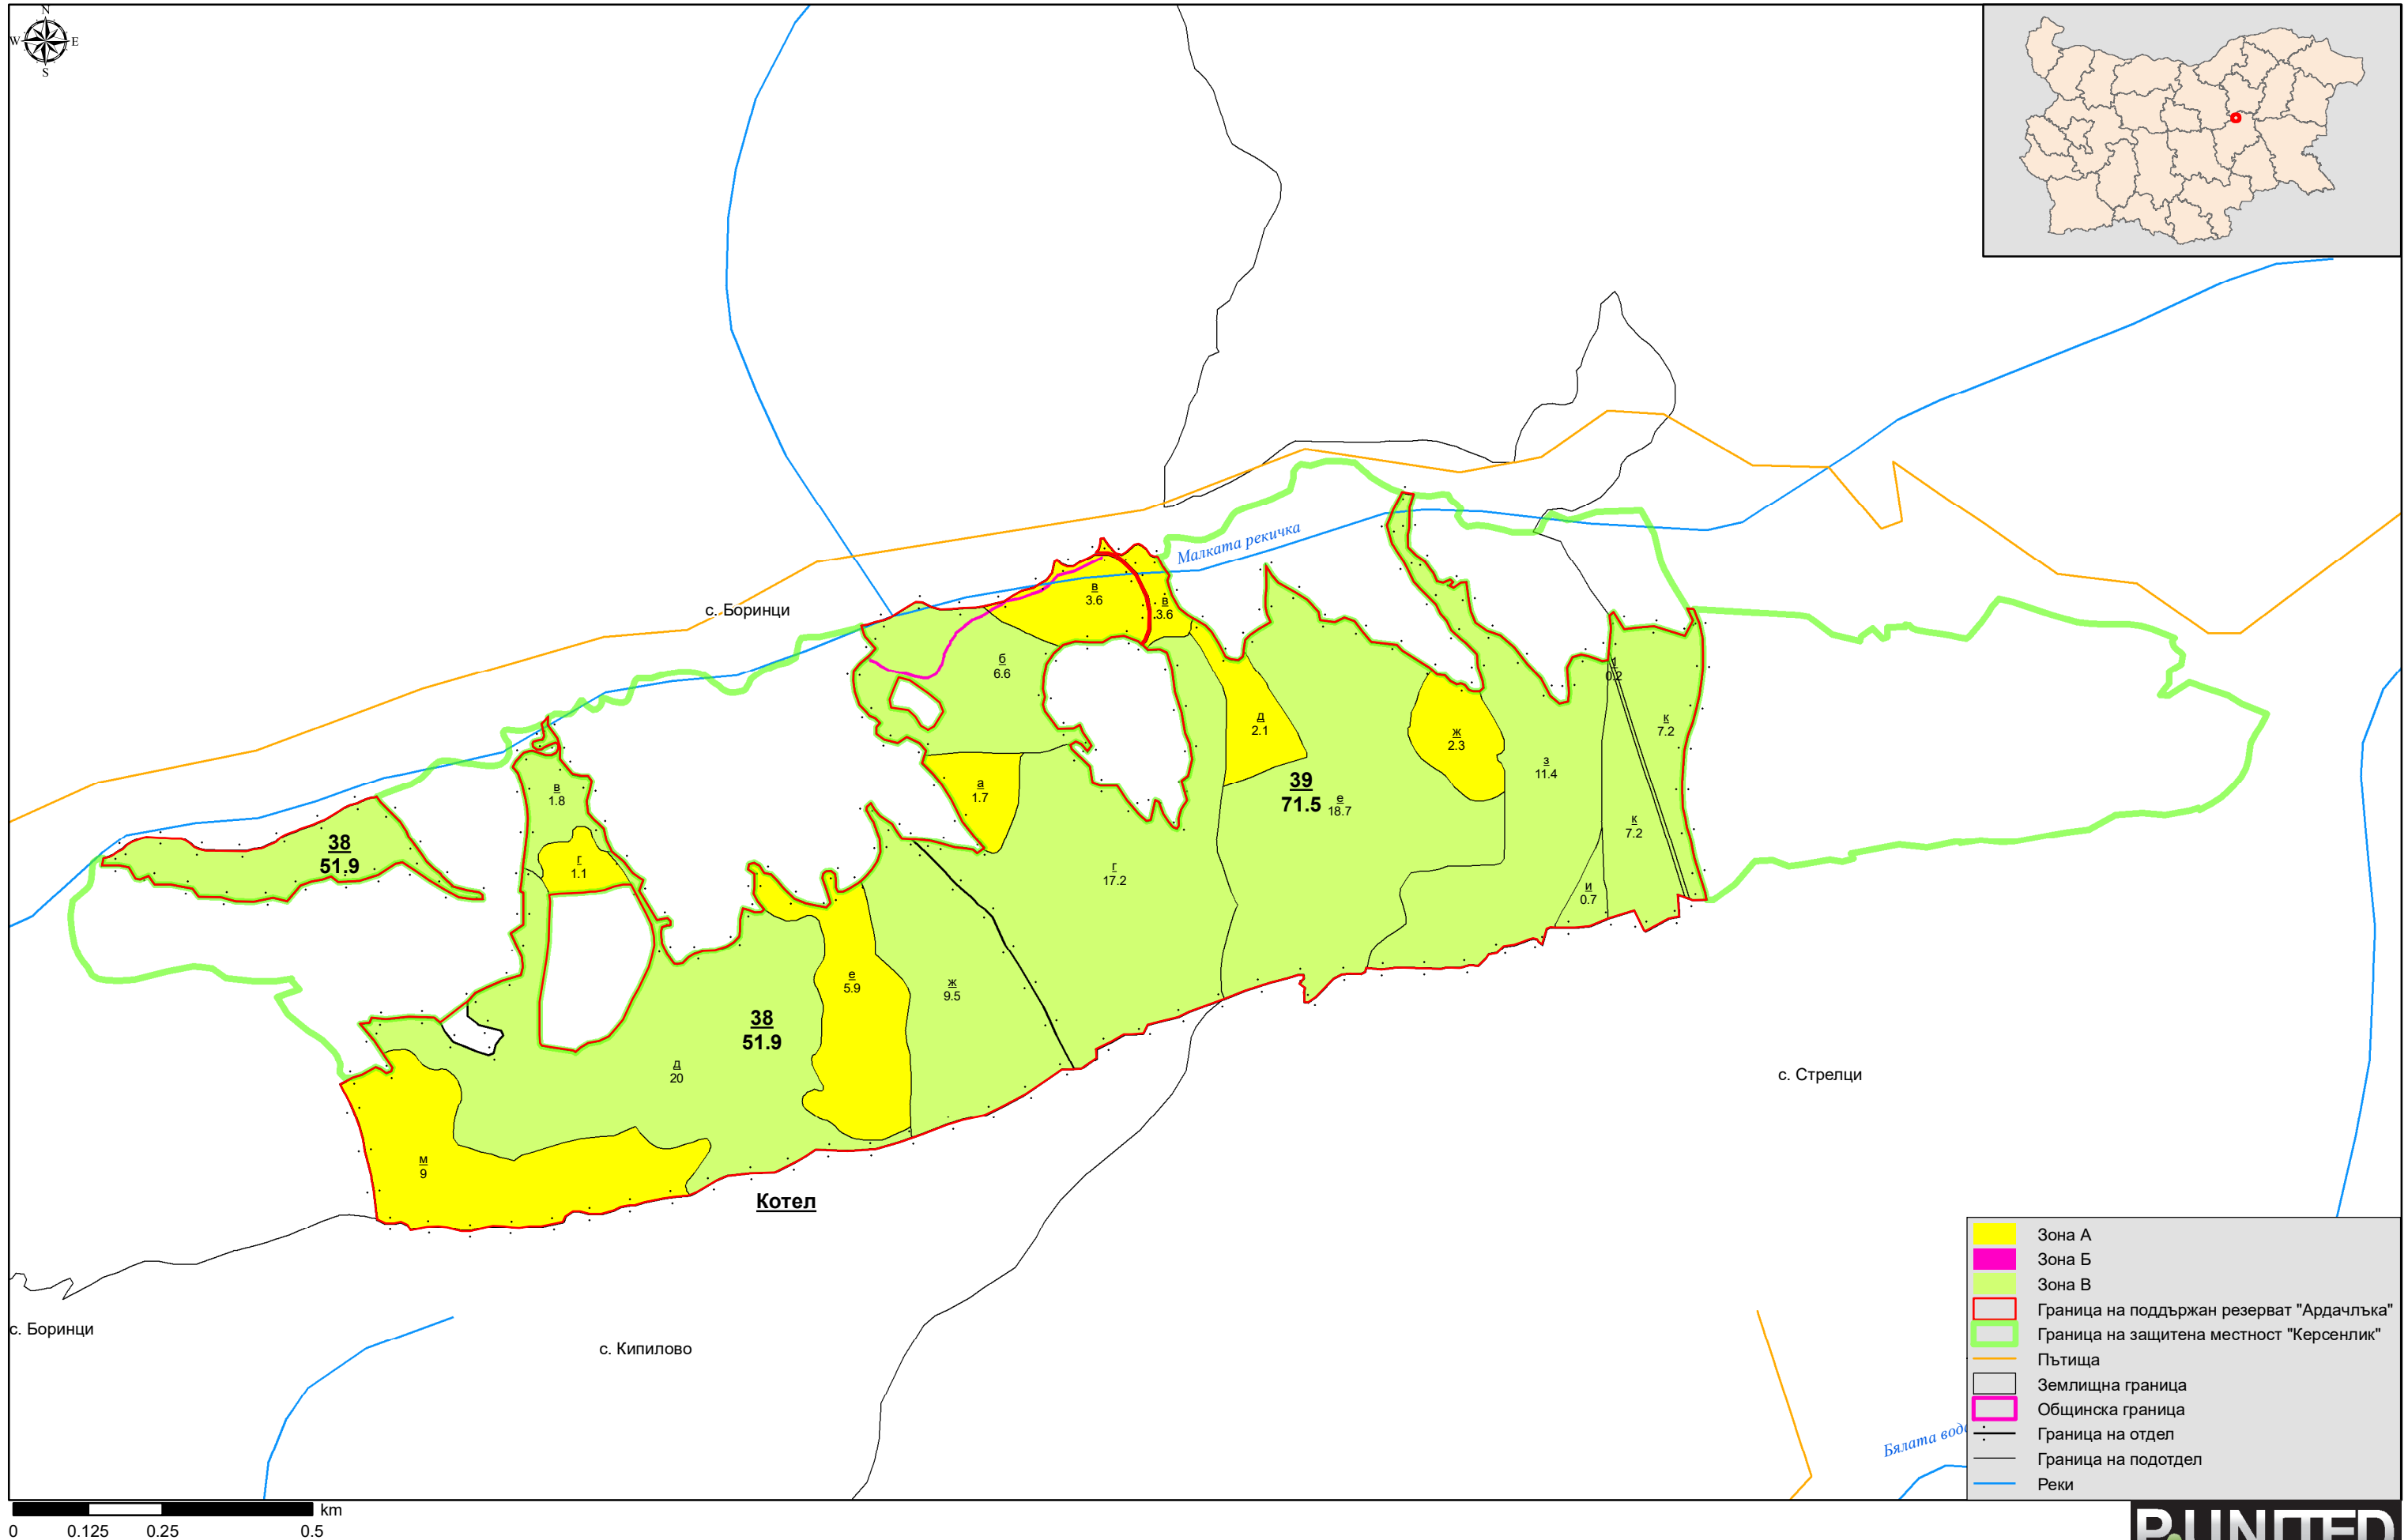 N
W E
S
Малката рекичка
с. Боринци
в
3.6
в
3.6
б
6.6
1
0.2
к
7.2
д
2.1
ж
2.3
з
11.4
в
1.8
а
1.7
39
71.5
е
18.7
38
51.9
г
1.1
г
17.2
к
7.2
и
0.7
е
5.9
ж
9.5
38
51.9
д
20
с. Стрелци
м
9
Котел
с. Боринци
с. Кипилово
Бялата вода
Зона А
Зона Б
Зона В
Граница на поддържан резерват "Ардачлъка"
Граница на защитена местност "Керсенлик"
Пътища
Землищна граница
Общинска граница
Граница на отдел
Граница на подотдел
Реки
km
0 0.125 0.25 0.5
P.UNITED